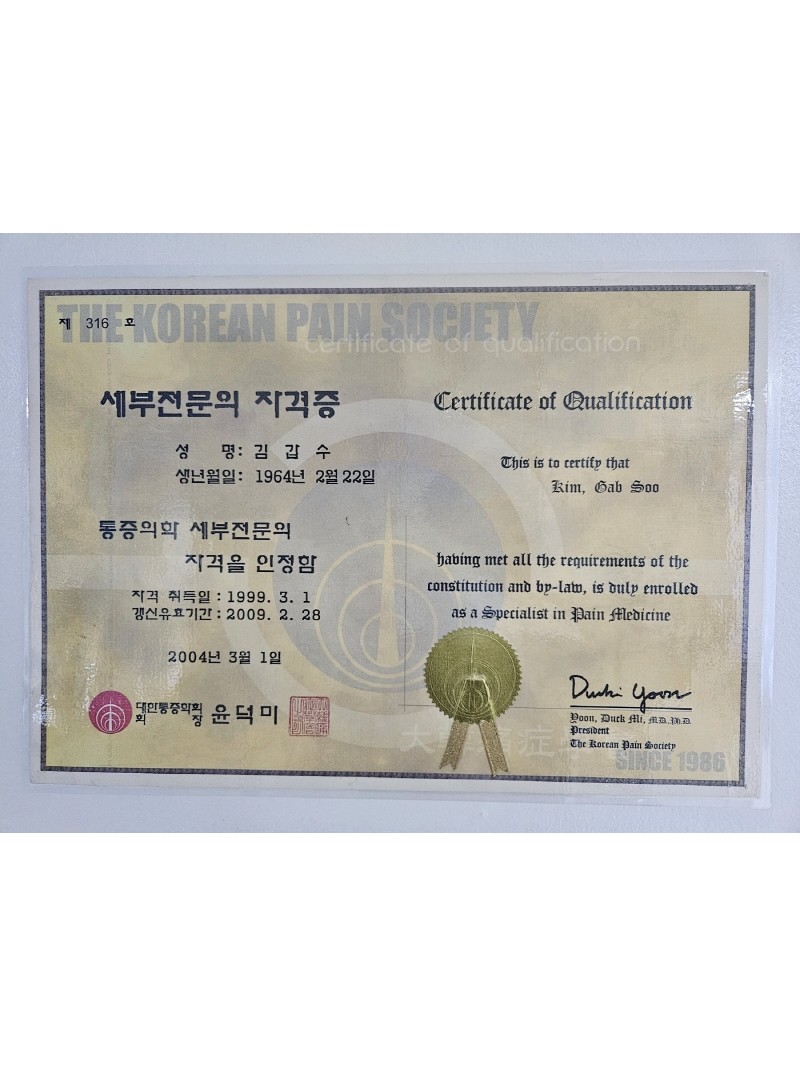 THE KOREAN PAIN SOCIETY
제 316 호
certificate of qualification
세부전문의 자격증
성 명: 김 갑 수
생년월일: 1964년 2월 22일
통증의학 세부전문의
자격을 인정함
자격 취득일 : 1999. 3. 1
갱신유효기간 : 2009. 2. 28
2004년 3월 1일
대한통증의학회
회 장 윤덕미
Certificate of Qualification
This is to certify that
Kim, Gab Soo
having met all the requirements of the
constitution and by-law, is duly enrolled
as a Specialist in Pain Medicine
Yoon, Duck Mi, M.D.,Ph.D.
President
The Korean Pain Society
SINCE 1986